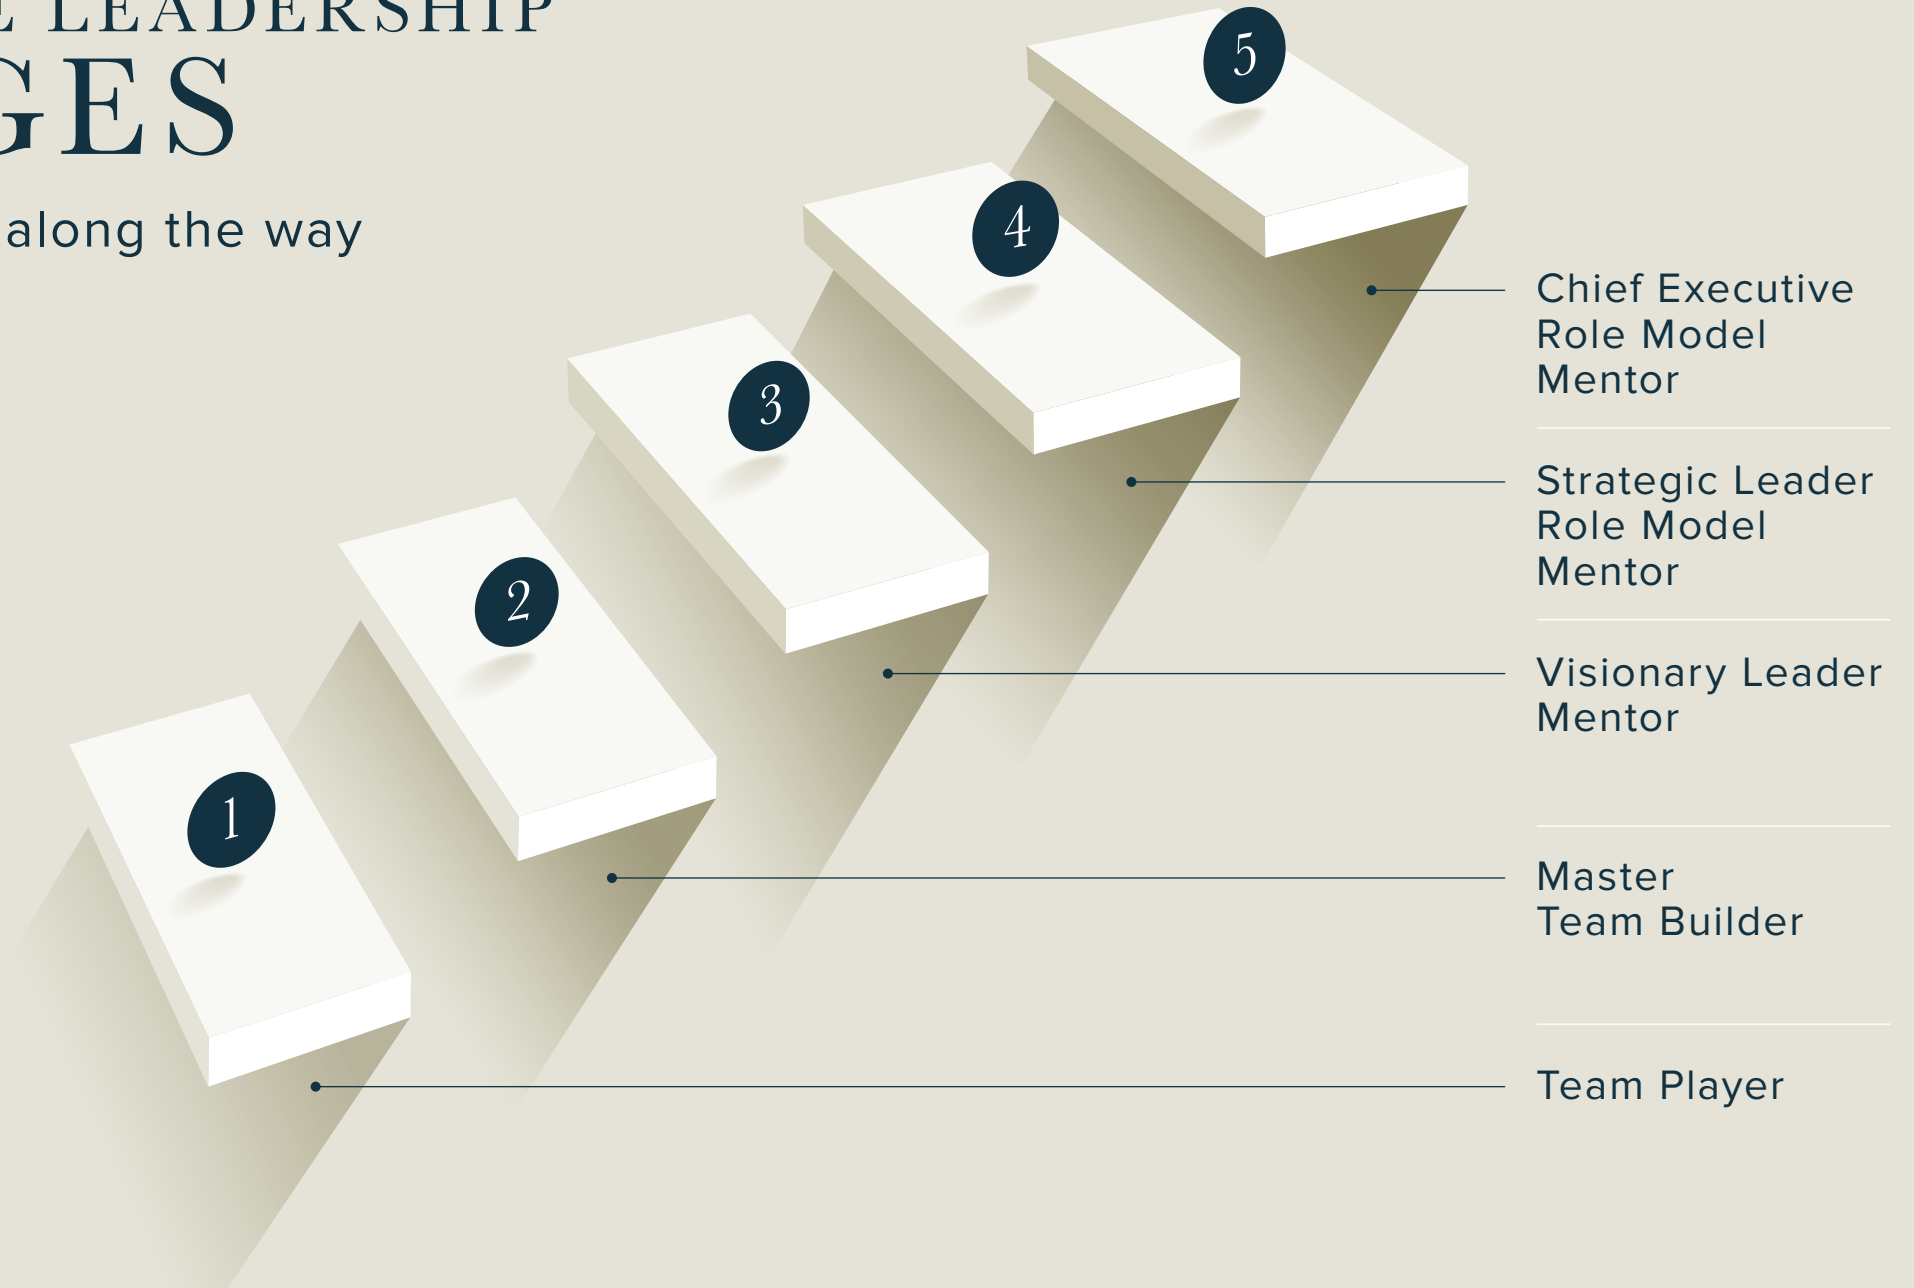 LEADERSHIP
GES
along the way
5
4
3
2
1
Chief Executive
Role Model
Mentor
Strategic Leader
Role Model
Mentor
Visionary Leader
Mentor
Master
Team Builder
Team Player